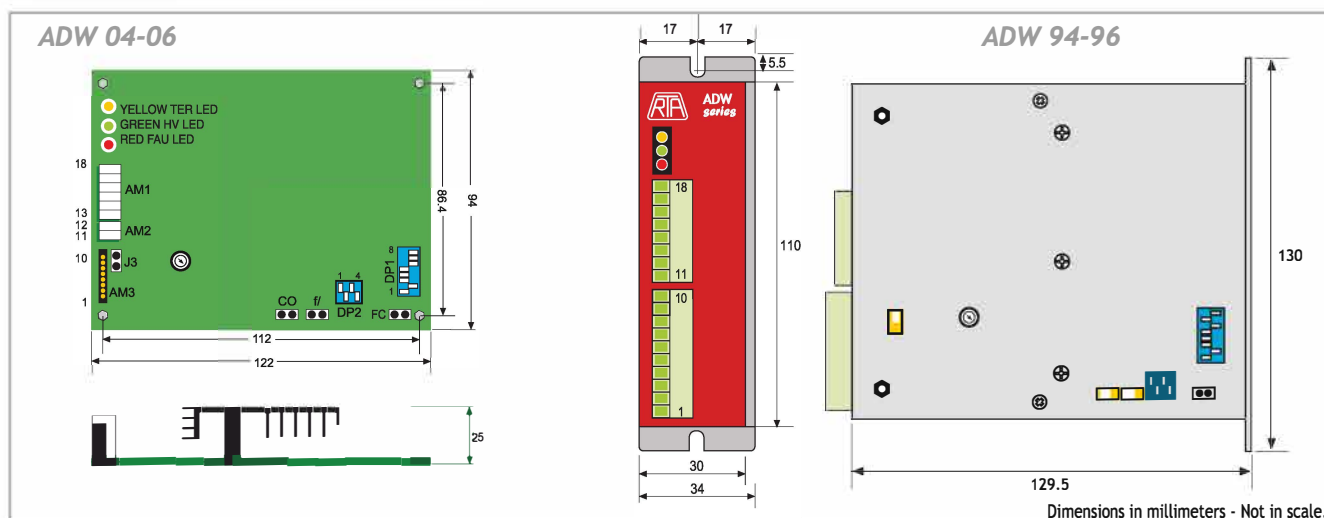 ADW 04-06
YELLOW TER LED
GREEN HV LED
RED FAU LED
18
AM1
13
12
AM2
11
10
J3
AM3
1
CO
f/
1 4
DP2
8
DP1
1
FC
86.4
94
112
122
25
17 17
5.5
RTA
ADW
series
18
11
10
1
110
30
34
ADW 94-96
130
129.5
Dimensions in millimeters - Not in scale.